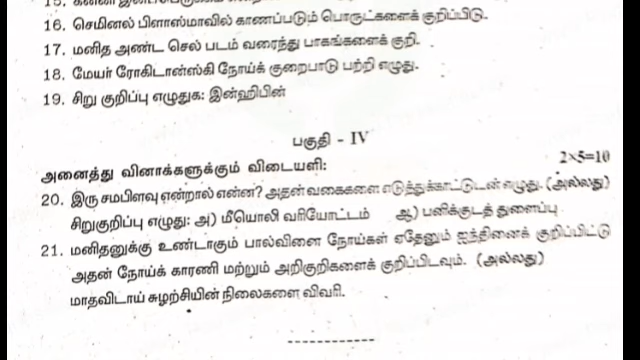 16. செமினல் பிளாஸ்மாவில் காணப்படும் பொருட்களைக் குறிப்பிடு.
17. மனித அண்ட செல் படம் வரைந்து பாகங்களைக் குறி.
18. மேயர் ரோகிடான்ஸ்கி நோய்க் குறைபாடு பற்றி எழுது.
19. சிறு குறிப்பு எழுதுக: இன்ஹிபின்
பகுதி - IV
அனைத்து வினாக்களுக்கும் விடையளி: 2×5=10
20. இரு சமபிளவு என்றால் என்ன? அதன் வகைகளை எடுத்துக்காட்டுடன் எழுது. (அல்லது)
சிறுகுறிப்பு எழுது: அ) மீயொலி வரியோட்டம் ஆ) பனிக்குடத் துளைப்பு
21. மனிதனுக்கு உண்டாகும் பால்வினை நோய்கள் ஏதேனும் ஐந்தினைக் குறிப்பிட்டு
அதன் நோய்க் காரணி மற்றும் அறிகுறிகளைக் குறிப்பிடவும். (அல்லது)
மாதவிடாய் சுழற்சியின் நிலைகளை விவரி.
------------